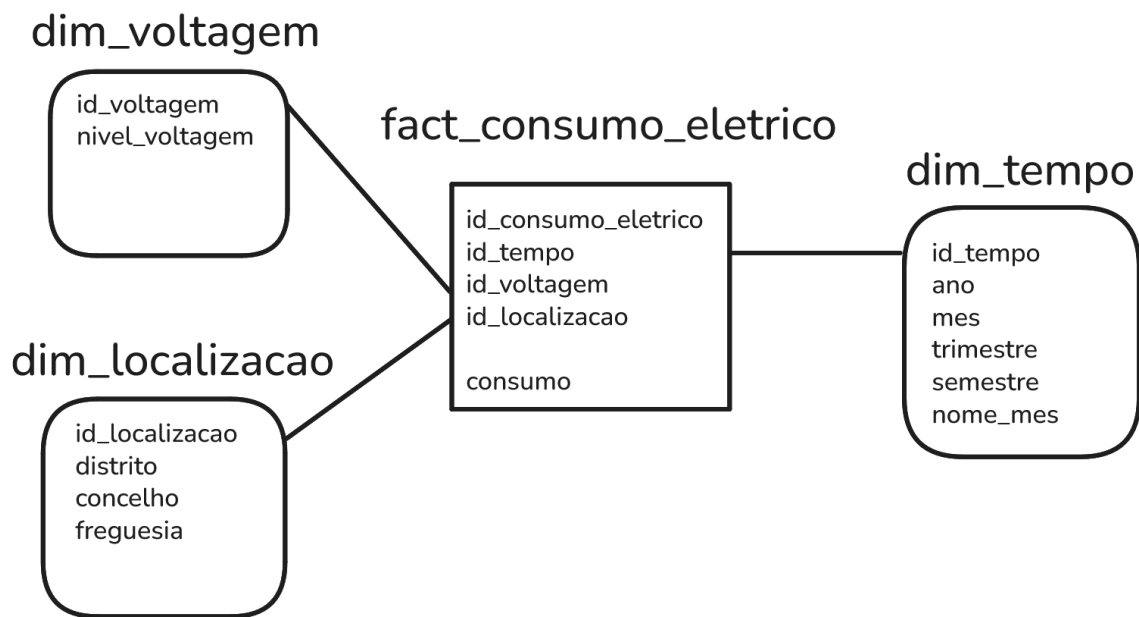 dim_voltagem
id_voltagem
nivel_voltagem
fact_consumo_eletrico
id_consumo_eletrico
id_tempo
id_voltagem
id_localizacao
consumo
dim_tempo
id_tempo
ano
mes
trimestre
semestre
nome_mes
dim_localizacao
id_localizacao
distrito
concelho
freguesia